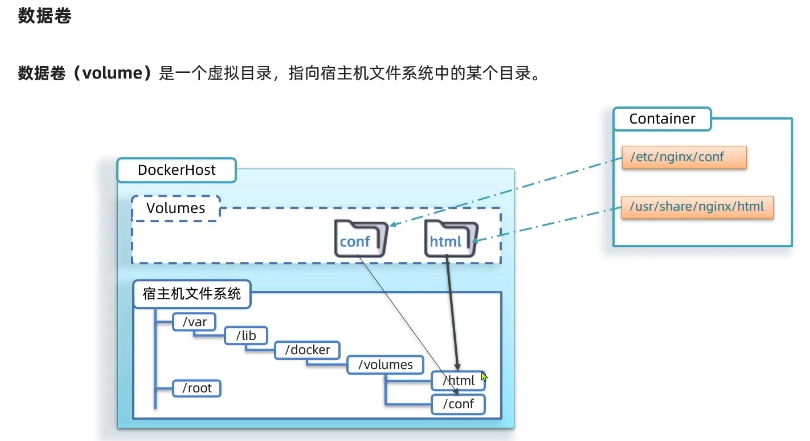 数据卷
数据卷（volume）是一个虚拟目录，指向宿主机文件系统中的某个目录。
Container
/etc/nginx/conf
/usr/share/nginx/html
DockerHost
Volumes
conf
html
宿主机文件系统
/var
/lib
/docker
/volumes
/html
/root
/conf